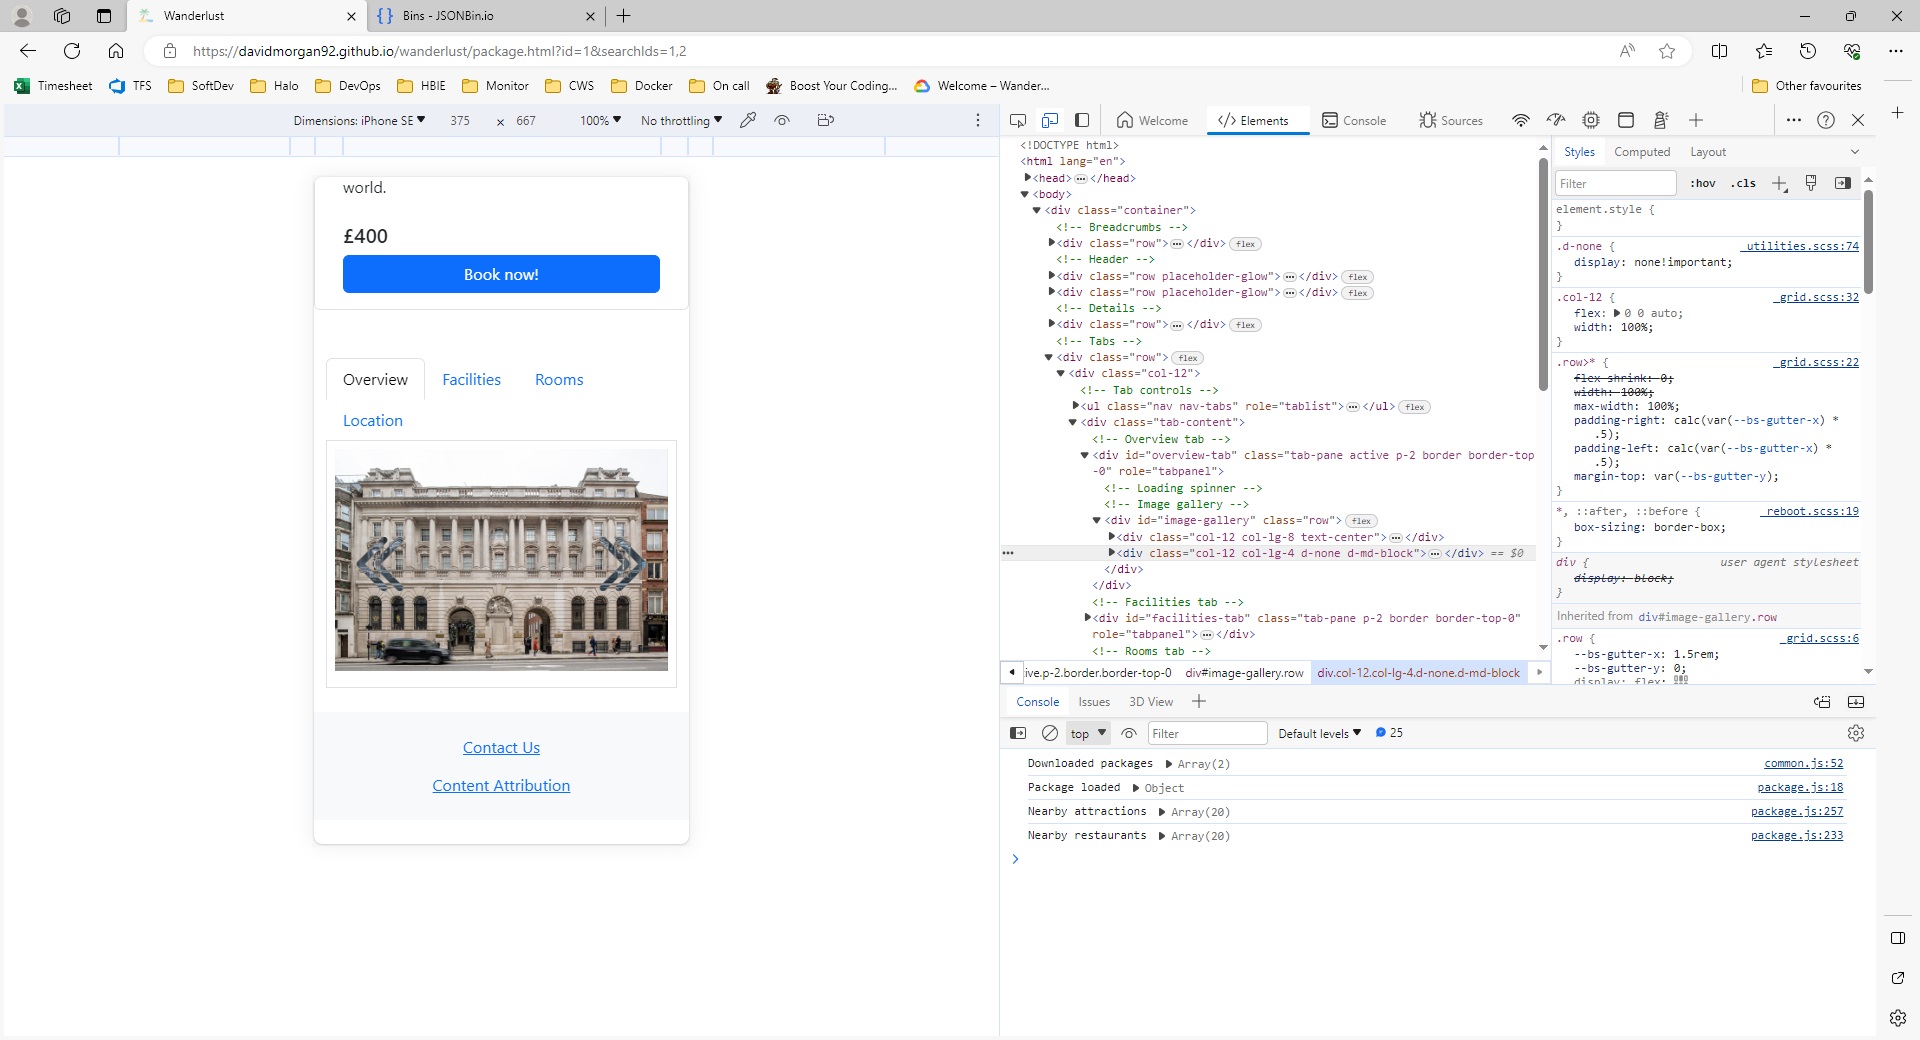 Wanderlust
Bins - JSONBin.io
https://davidmorgan92.github.io/wanderlust/package.html?id=1&searchIds=1,2
Timesheet TFS SoftDev Halo DevOps HBIE Monitor CWS Docker On call Boost Your Coding... Welcome – Wander... Other favourites
Dimensions: iPhone SE 375 × 667 100% No throttling
world.
£400
Book now!
Overview Facilities Rooms
Location
Contact Us
Content Attribution
Welcome Elements Console Sources
<!DOCTYPE html>
<html lang="en">
<head> </head>
<body>
<div class="container">
<!-- Breadcrumbs -->
<div class="row"> </div> flex
<!-- Header -->
<div class="row placeholder-glow"> </div> flex
<div class="row placeholder-glow"> </div> flex
<!-- Details -->
<div class="row"> </div> flex
<!-- Tabs -->
<div class="row"> flex
<div class="col-12">
<!-- Tab controls -->
<ul class="nav nav-tabs" role="tablist"> </ul> flex
<div class="tab-content">
<!-- Overview tab -->
<div id="overview-tab" class="tab-pane active p-2 border border-top
-0" role="tabpanel">
<!-- Loading spinner -->
<!-- Image gallery -->
<div id="image-gallery" class="row"> flex
<div class="col-12 col-lg-8 text-center"> </div>
<div class="col-12 col-lg-4 d-none d-md-block"> </div> == $0
</div>
</div>
<!-- Facilities tab -->
<div id="facilities-tab" class="tab-pane p-2 border border-top-0"
role="tabpanel"> </div>
<!-- Rooms tab -->
ive.p-2.border.border-top-0 div#image-gallery.row div.col-12.col-lg-4.d-none.d-md-block
Styles Computed Layout
Filter :hov .cls
element.style {
}
.d-none { _utilities.scss:74
display: none!important;
}
.col-12 { _grid.scss:32
flex: 0 0 auto;
width: 100%;
}
.row>* { _grid.scss:22
flex-shrink: 0;
width: 100%;
max-width: 100%;
padding-right: calc(var(--bs-gutter-x) *
.5);
padding-left: calc(var(--bs-gutter-x) *
.5);
margin-top: var(--bs-gutter-y);
}
*, ::after, ::before { _reboot.scss:19
box-sizing: border-box;
}
div { user agent stylesheet
display: block;
}
Inherited from div#image-gallery.row
.row { _grid.scss:6
--bs-gutter-x: 1.5rem;
--bs-gutter-y: 0;
display: flex;
Console Issues 3D View
top Filter Default levels 25
Downloaded packages Array(2) common.js:52
Package loaded Object package.js:18
Nearby attractions Array(20) package.js:257
Nearby restaurants Array(20) package.js:233